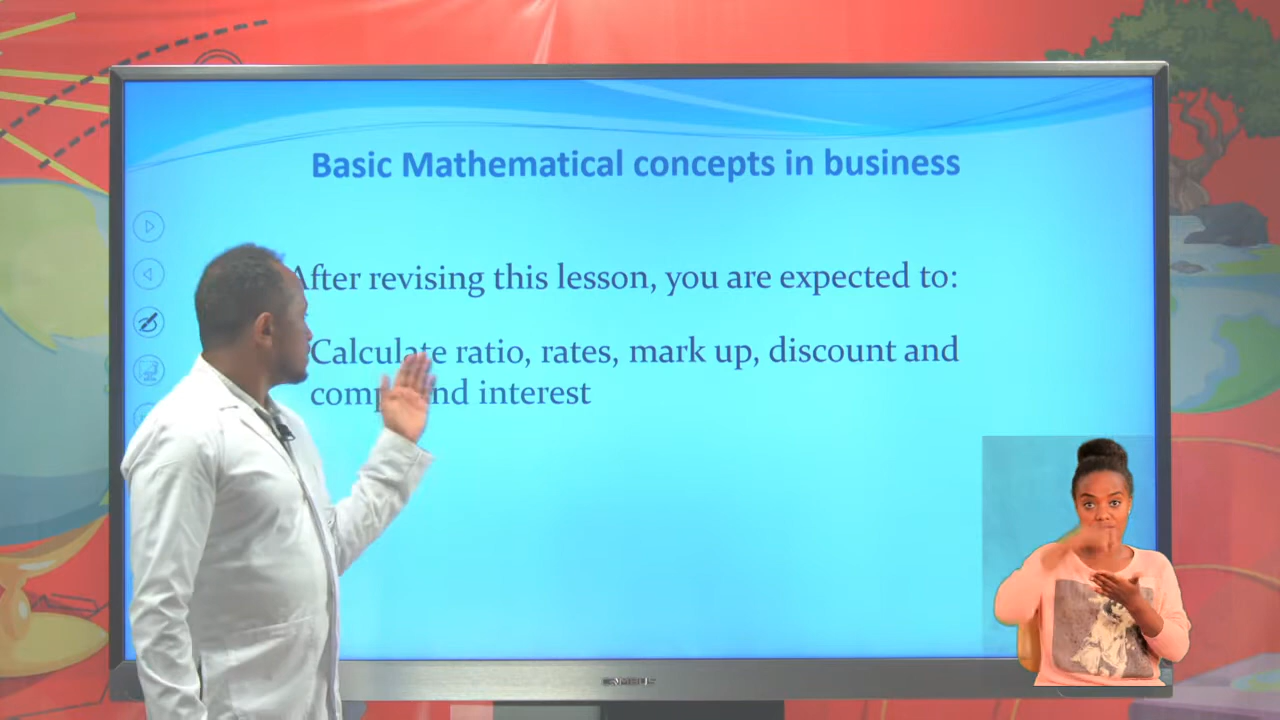 Basic Mathematical concepts in business
After revising this lesson, you are expected to:
Calculate ratio, rates, mark up, discount and
interest